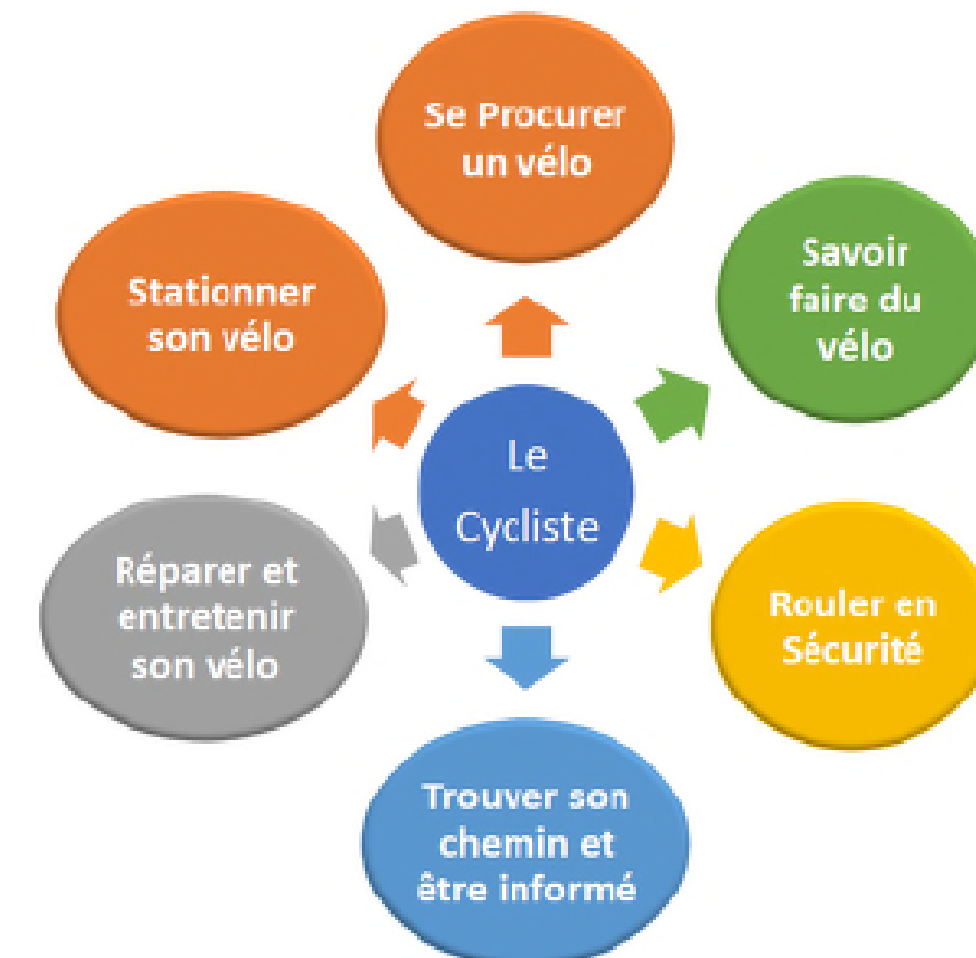 Se Procurer
un vélo
Savoir
faire du
vélo
Rouler en
Sécurité
Trouver son
chemin et
être informé
Réparer et
entretenir
son vélo
Stationner
son vélo
Le
Cycliste